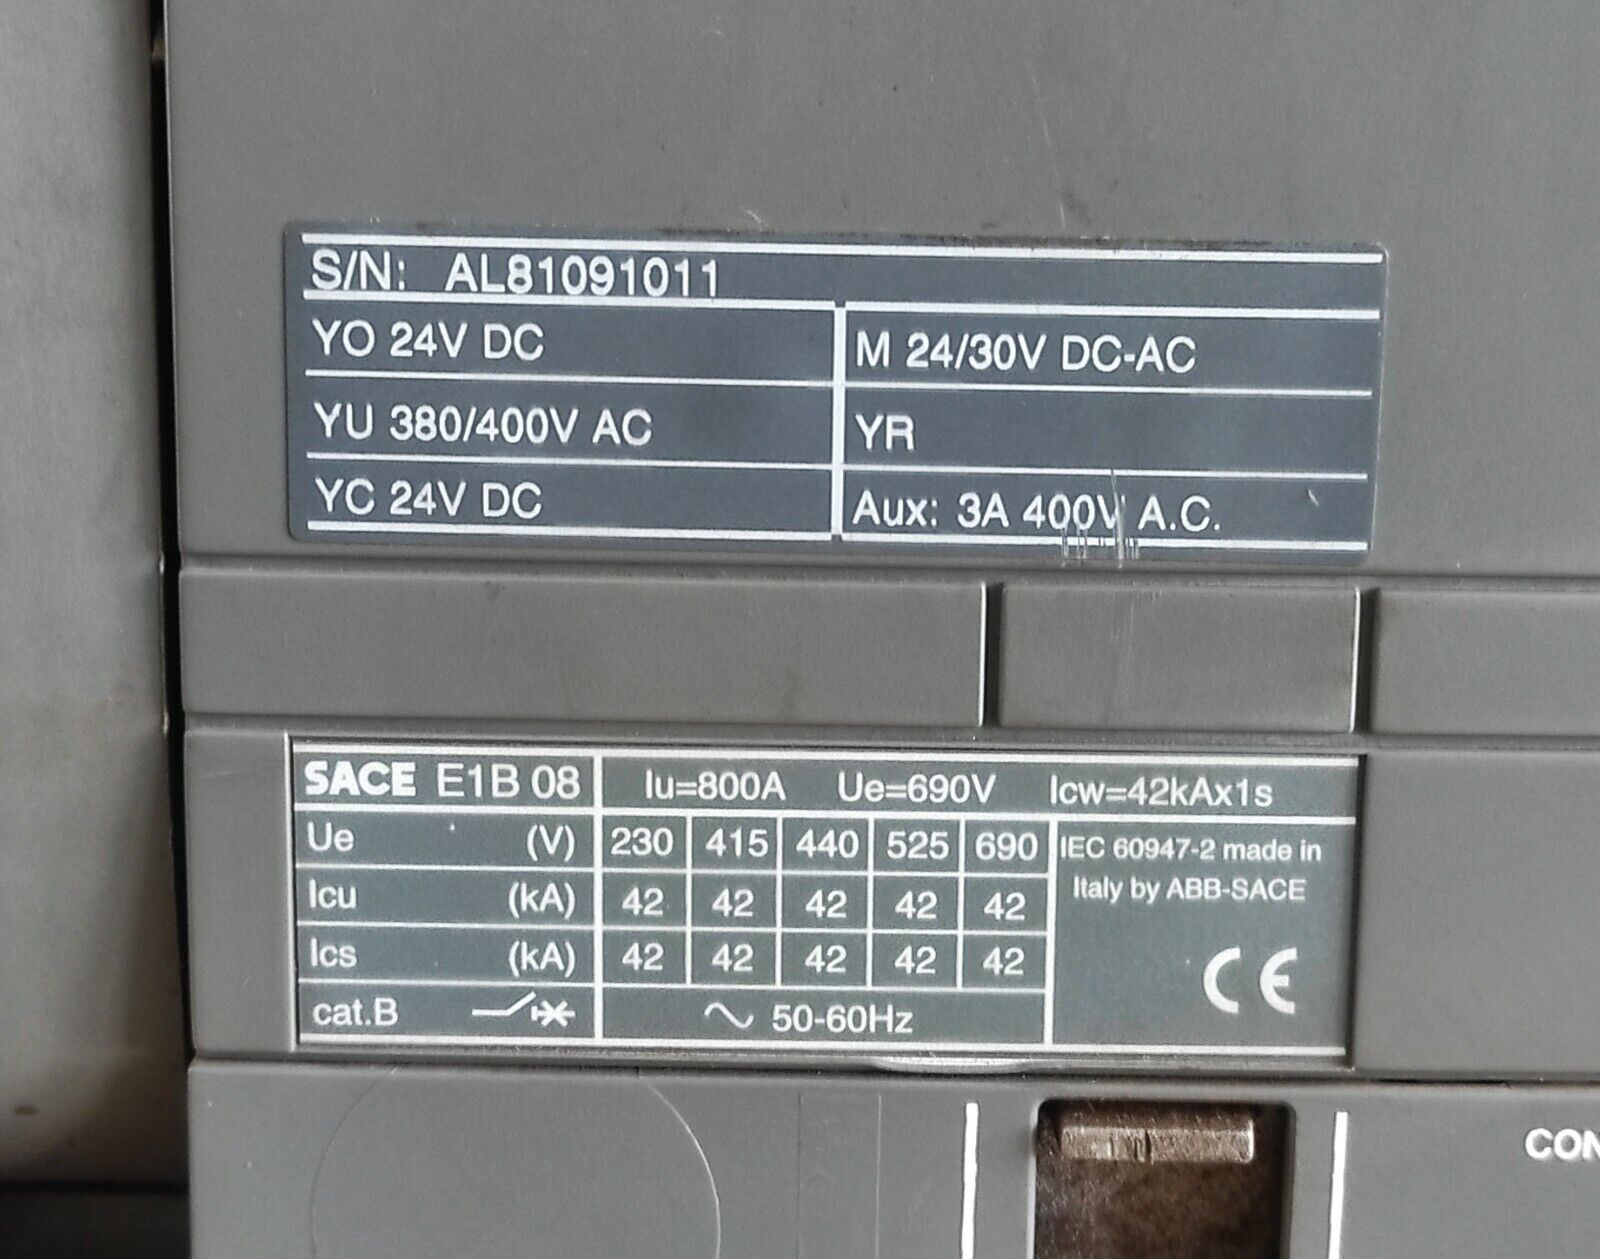 S/N: AL81091011
YO 24V DC
M 24/30V DC-AC
YU 380/400V AC
YR
YC 24V DC
Aux: 3A 400V A.C.
SACE E1B 08 Iu=800A Ue=690V Icw=42kAx1s
Ue (V) 230 415 440 525 690
IEC 60947-2 made in
Italy by ABB-SACE
Icu (kA) 42 42 42 42 42
Ics (kA) 42 42 42 42 42
CE
cat.B ~ 50-60Hz
CON